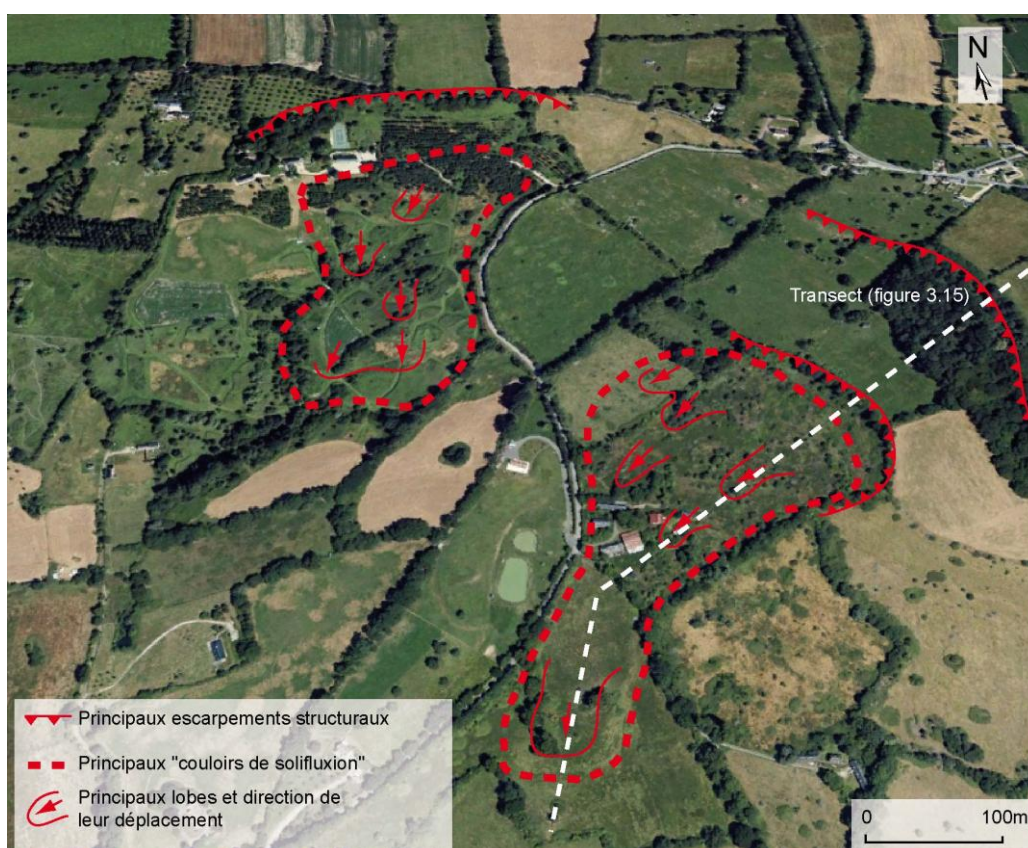 N
Transect (figure 3.15)
Principaux escarpements structuraux
Principaux "couloirs de solifluxion"
Principaux lobes et direction de
leur déplacement
0 100m